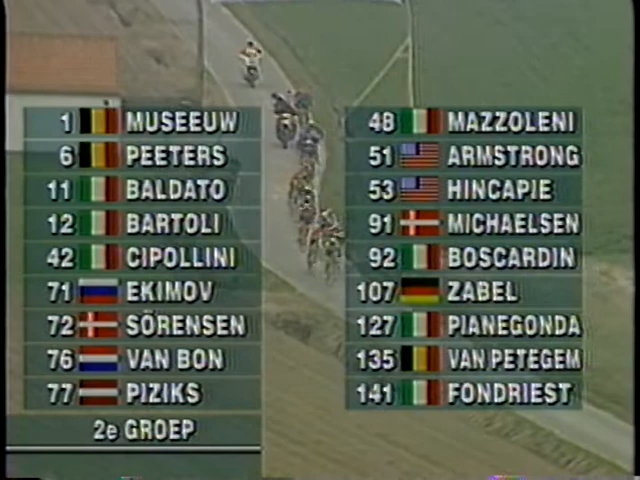 1 MUSEEUW
6 PEETERS
11 BALDATO
12 BARTOLI
42 CIPOLLINI
71 EKIMOV
72 SÖRENSEN
76 VAN BON
77 PIZIKS
2e GROEP
48 MAZZOLENI
51 ARMSTRONG
53 HINCAPIE
91 MICHAELSEN
92 BOSCARDIN
107 ZABEL
127 PIANEGONDA
135 VAN PETEGEM
141 FONDRIEST